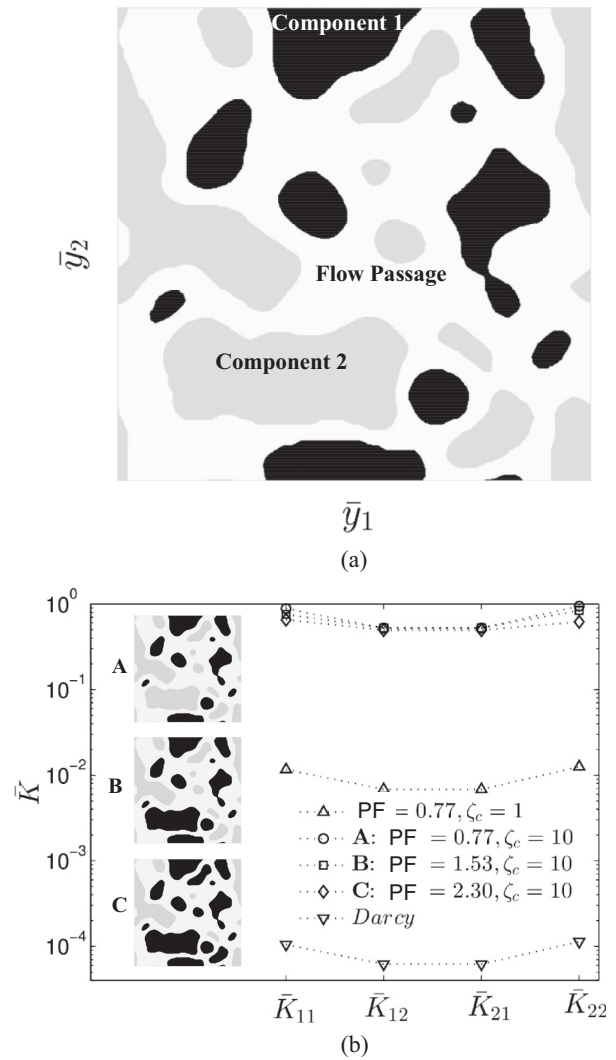 Component 1
ȳ₂
Flow Passage
Component 2
ȳ₁
(a)
10⁰
A
10⁻¹
B
10⁻²
K̄
PF = 0.77, ζc = 1
A: PF = 0.77, ζc = 10
10⁻³
B: PF = 1.53, ζc = 10
C
C: PF = 2.30, ζc = 10
Darcy
10⁻⁴
K̄₁₁ K̄₁₂ K̄₂₁ K̄₂₂
(b)